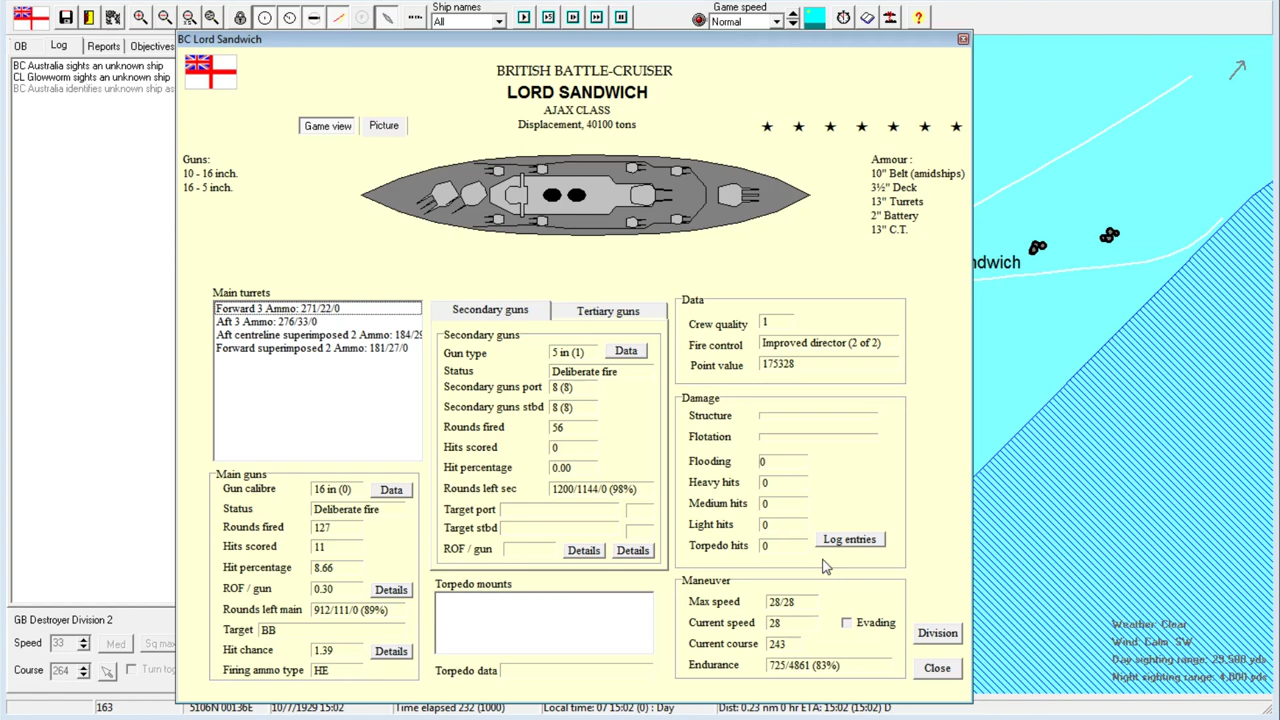 Ship names
All
Game speed
Normal
?
OB Log Reports Objectives
BC Australia sights an unknown ship
CL Glowworm sights an unknown ship
BC Australia identifies unknown ship as
GB Destroyer Division 2
Speed 33 Med Sq max
Course 264 Turn tog
BC Lord Sandwich
BRITISH BATTLE-CRUISER
LORD SANDWICH
AJAX CLASS
Displacement, 40100 tons
Game view Picture
Guns:
10 - 16 inch.
16 - 5 inch.
Armour :
10" Belt (amidships)
3½" Deck
13" Turrets
2" Battery
13" C.T.
Main turrets
Forward 3 Ammo: 271/22/0
Aft 3 Ammo: 276/33/0
Aft centreline superimposed 2 Ammo: 184/29
Forward superimposed 2 Ammo: 181/27/0
Main guns
Gun calibre 16 in (0) Data
Status Deliberate fire
Rounds fired 127
Hits scored 11
Hit percentage 8.66
ROF / gun 0.30 Details
Rounds left main 912/111/0 (89%)
Target BB
Hit chance 1.39 Details
Firing ammo type HE
Secondary guns Tertiary guns
Secondary guns
Gun type 5 in (1) Data
Status Deliberate fire
Secondary guns port 8 (8)
Secondary guns stbd 8 (8)
Rounds fired 56
Hits scored 0
Hit percentage 0.00
Rounds left sec 1200/1144/0 (98%)
Target port
Target stbd
ROF / gun Details Details
Torpedo mounts
Torpedo data
Data
Crew quality 1
Fire control Improved director (2 of 2)
Point value 175328
Damage
Structure
Flotation
Flooding 0
Heavy hits 0
Medium hits 0
Light hits 0
Torpedo hits 0 Log entries
Maneuver
Max speed 28/28
Current speed 28 Evading
Current course 243
Endurance 725/4861 (83%)
Division
Close
ndwich
Weather: Clear
Wind: Calm SW
Day sighting range: 29,500 yds
Night sighting range: 4,000 yds
163 5106N 00136E 10/7/1929 15:02 Time elapsed 232 (1000) Local time: 07 15:02 (0) : Day Dist: 0.23 nm 0 hr ETA: 15:02 (15:02) D